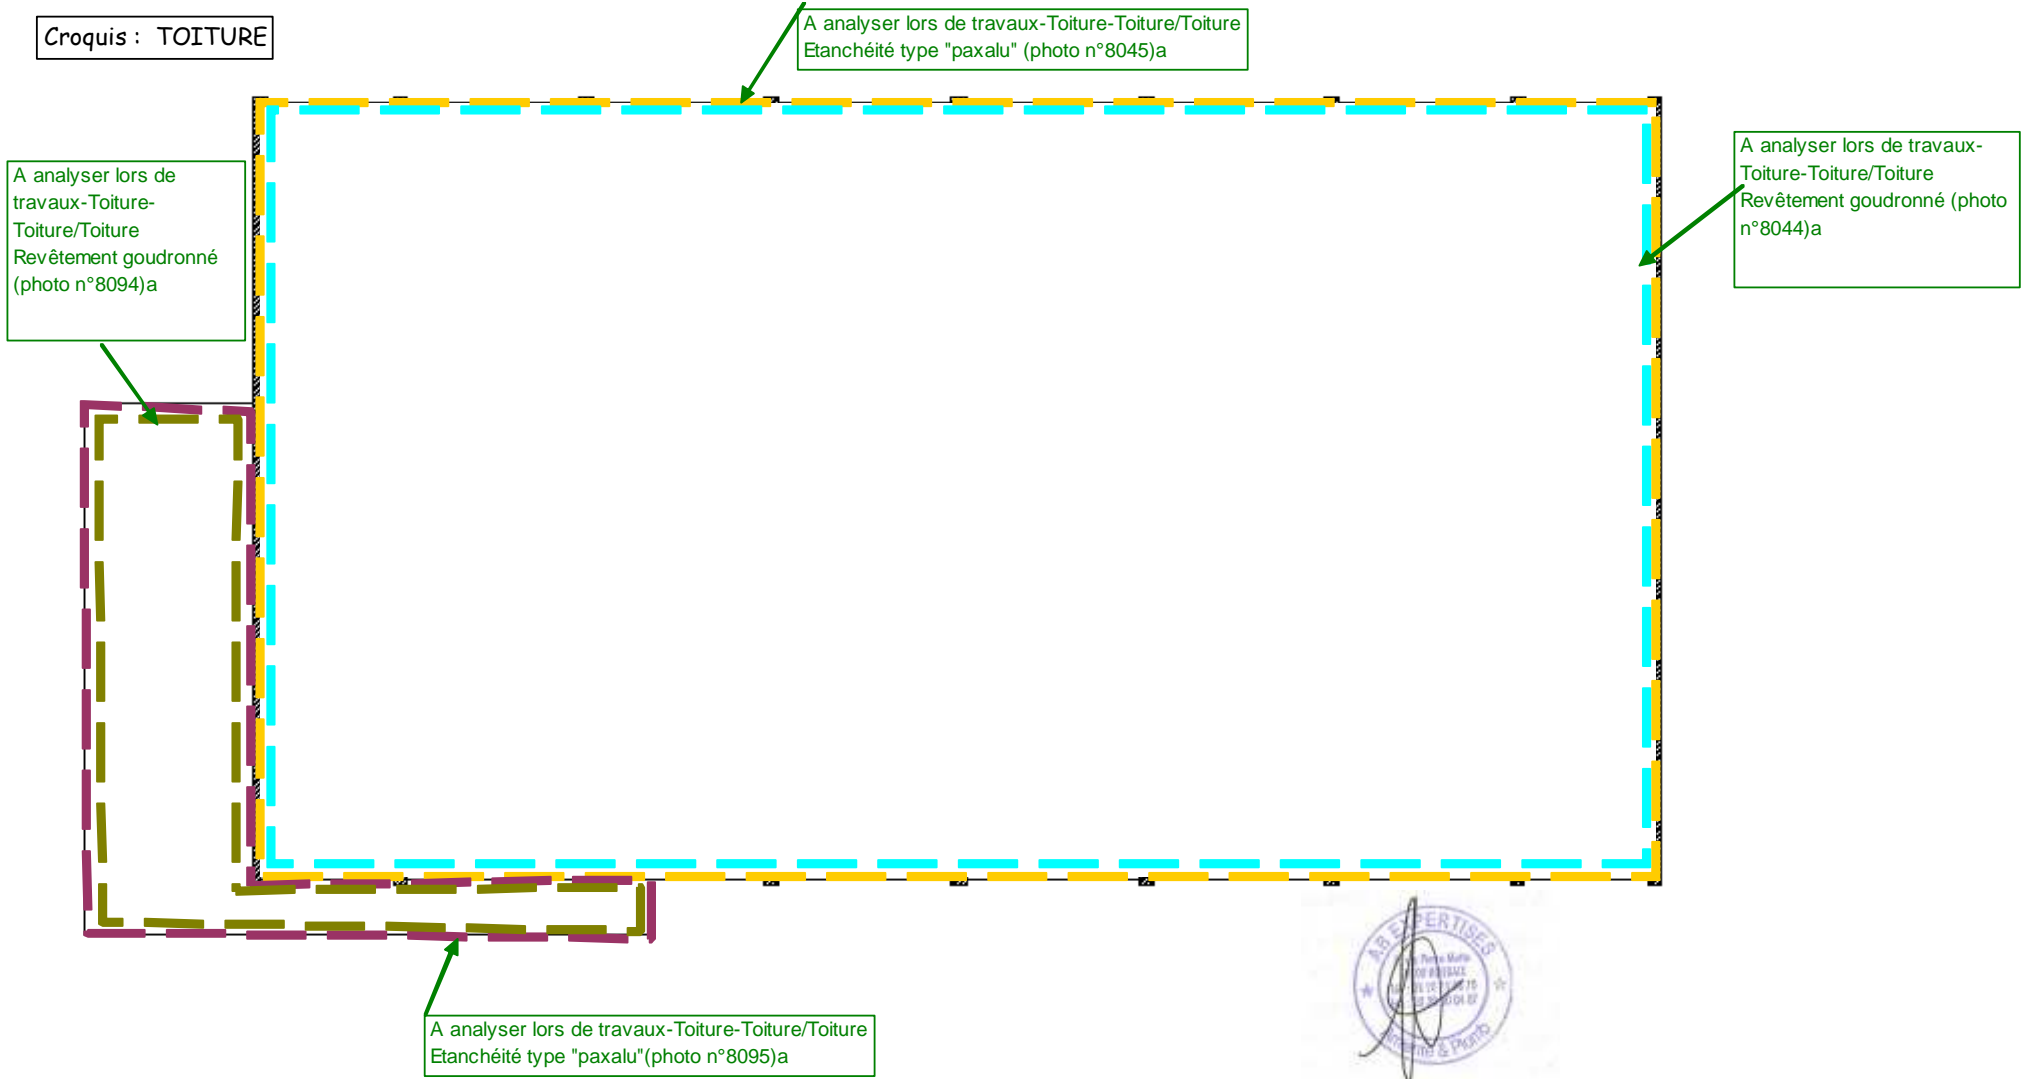 Croquis : TOITURE
A analyser lors de travaux-Toiture-Toiture/Toiture
Etanchéité type "paxalu" (photo n°8045)a
A analyser lors de
travaux-Toiture-
Toiture/Toiture
Revêtement goudronné
(photo n°8094)a
A analyser lors de travaux-
Toiture-Toiture/Toiture
Revêtement goudronné (photo
n°8044)a
A analyser lors de travaux-Toiture-Toiture/Toiture
Etanchéité type "paxalu"(photo n°8095)a
AB EXPERTISES
Amiante & Plomb